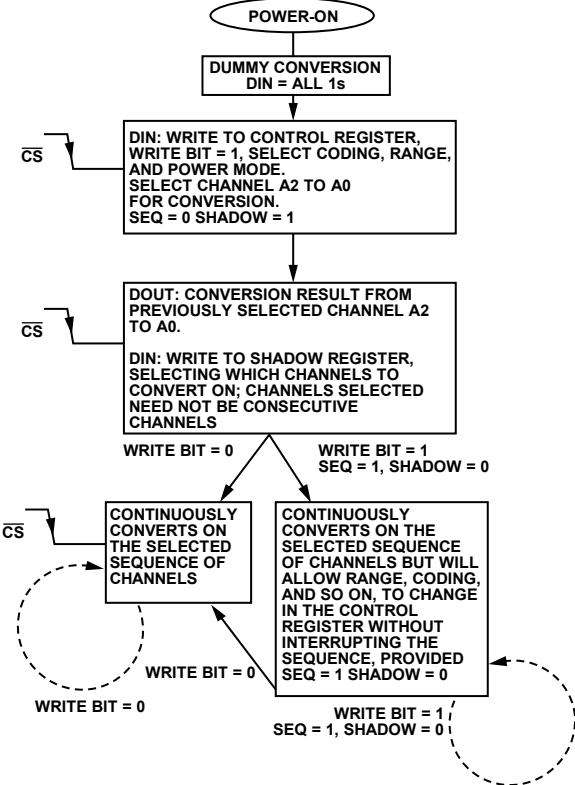 POWER-ON
DUMMY CONVERSION
DIN = ALL 1s
CS
DIN: WRITE TO CONTROL REGISTER,
WRITE BIT = 1, SELECT CODING, RANGE,
AND POWER MODE.
SELECT CHANNEL A2 TO A0
FOR CONVERSION.
SEQ = 0 SHADOW = 1
CS
DOUT: CONVERSION RESULT FROM
PREVIOUSLY SELECTED CHANNEL A2
TO A0.
DIN: WRITE TO SHADOW REGISTER,
SELECTING WHICH CHANNELS TO
CONVERT ON; CHANNELS SELECTED
NEED NOT BE CONSECUTIVE
CHANNELS
WRITE BIT = 0
WRITE BIT = 1
SEQ = 1, SHADOW = 0
CS
CONTINUOUSLY
CONVERTS ON
THE SELECTED
SEQUENCE OF
CHANNELS
CONTINUOUSLY
CONVERTS ON THE
SELECTED SEQUENCE
OF CHANNELS BUT WILL
ALLOW RANGE, CODING,
AND SO ON, TO CHANGE
IN THE CONTROL
REGISTER WITHOUT
INTERRUPTING THE
SEQUENCE, PROVIDED
SEQ = 1 SHADOW = 0
WRITE BIT = 0
WRITE BIT = 0
WRITE BIT = 1
SEQ = 1, SHADOW = 0